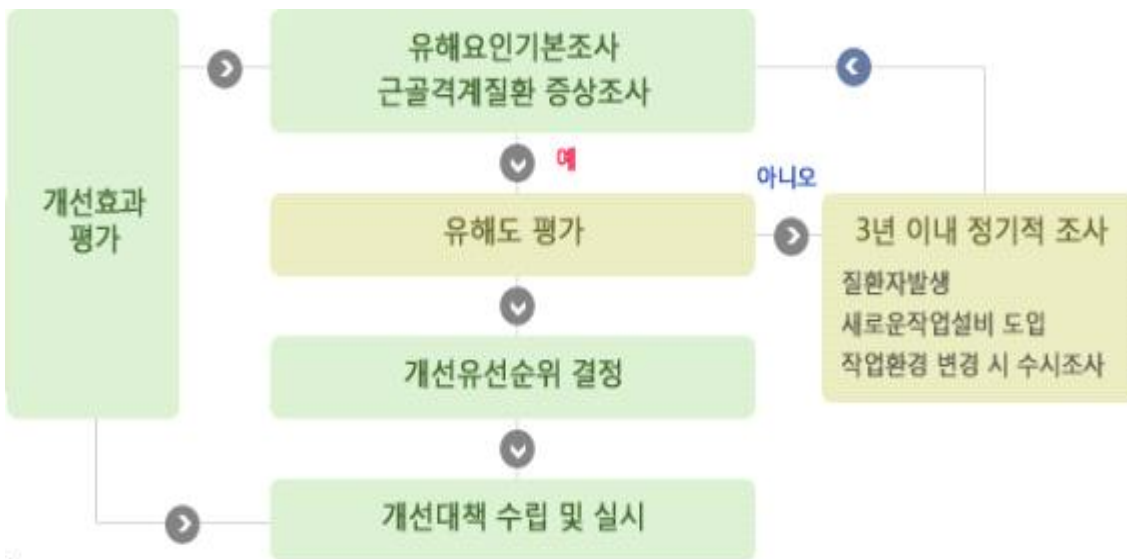 유해요인기본조사
근골격계질환 증상조사
예
아니오
개선효과
평가
유해도 평가
3년 이내 정기적 조사
질환자발생
새로운작업설비 도입
작업환경 변경 시 수시조사
개선유선순위 결정
개선대책 수립 및 실시